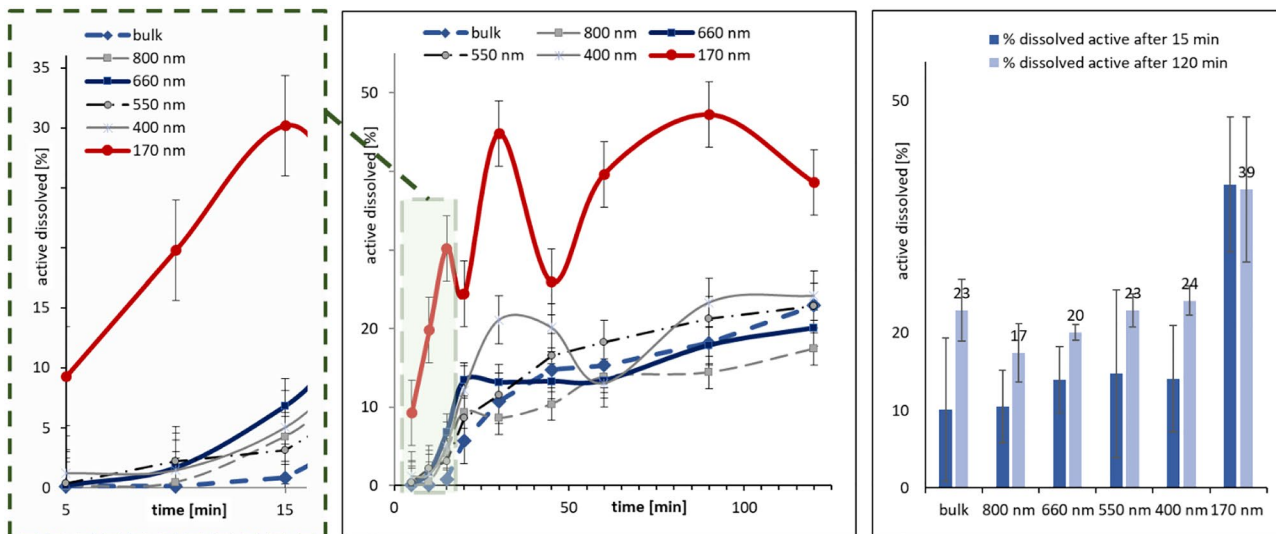 bulk
800 nm
660 nm
550 nm
400 nm
170 nm
active dissolved [%]
35
30
25
20
15
10
5
0
5
15
time [min]
bulk 800 nm 660 nm
550 nm 400 nm 170 nm
active dissolved [%]
50
20
10
0
0 50 100
time [min]
% dissolved active after 15 min
% dissolved active after 120 min
active dissolved [%]
50
20
10
0
23 17 20 23 24 39
bulk 800 nm 660 nm 550 nm 400 nm 170 nm